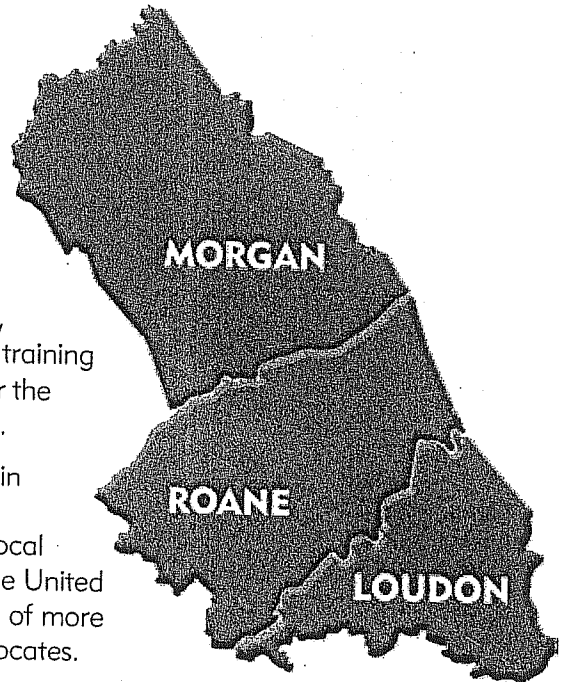 MORGAN
training
r the
in
ROANE
ocal
e United
LOUDON
of more
ocates.